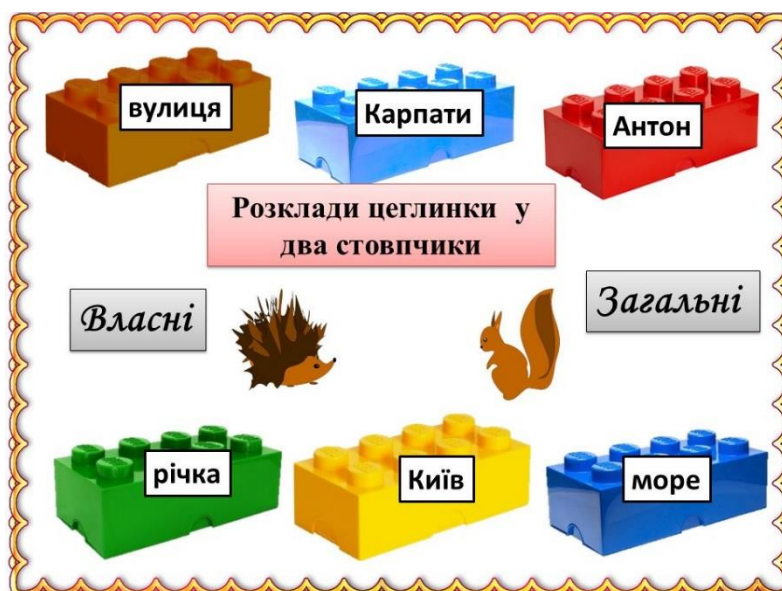 вулиця
Карпати
Антон
Розклади цеглинки у
два стовпчики
Власні
Загальні
річка
Київ
море